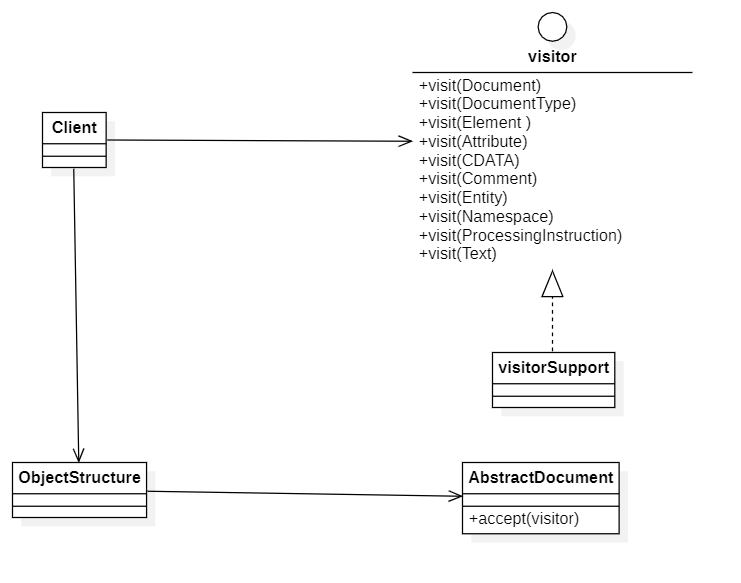 visitor
+visit(Document)
+visit(DocumentType)
+visit(Element )
+visit(Attribute)
+visit(CDATA)
+visit(Comment)
+visit(Entity)
+visit(Namespace)
+visit(ProcessingInstruction)
+visit(Text)
Client
visitorSupport
ObjectStructure
AbstractDocument
+accept(visitor)